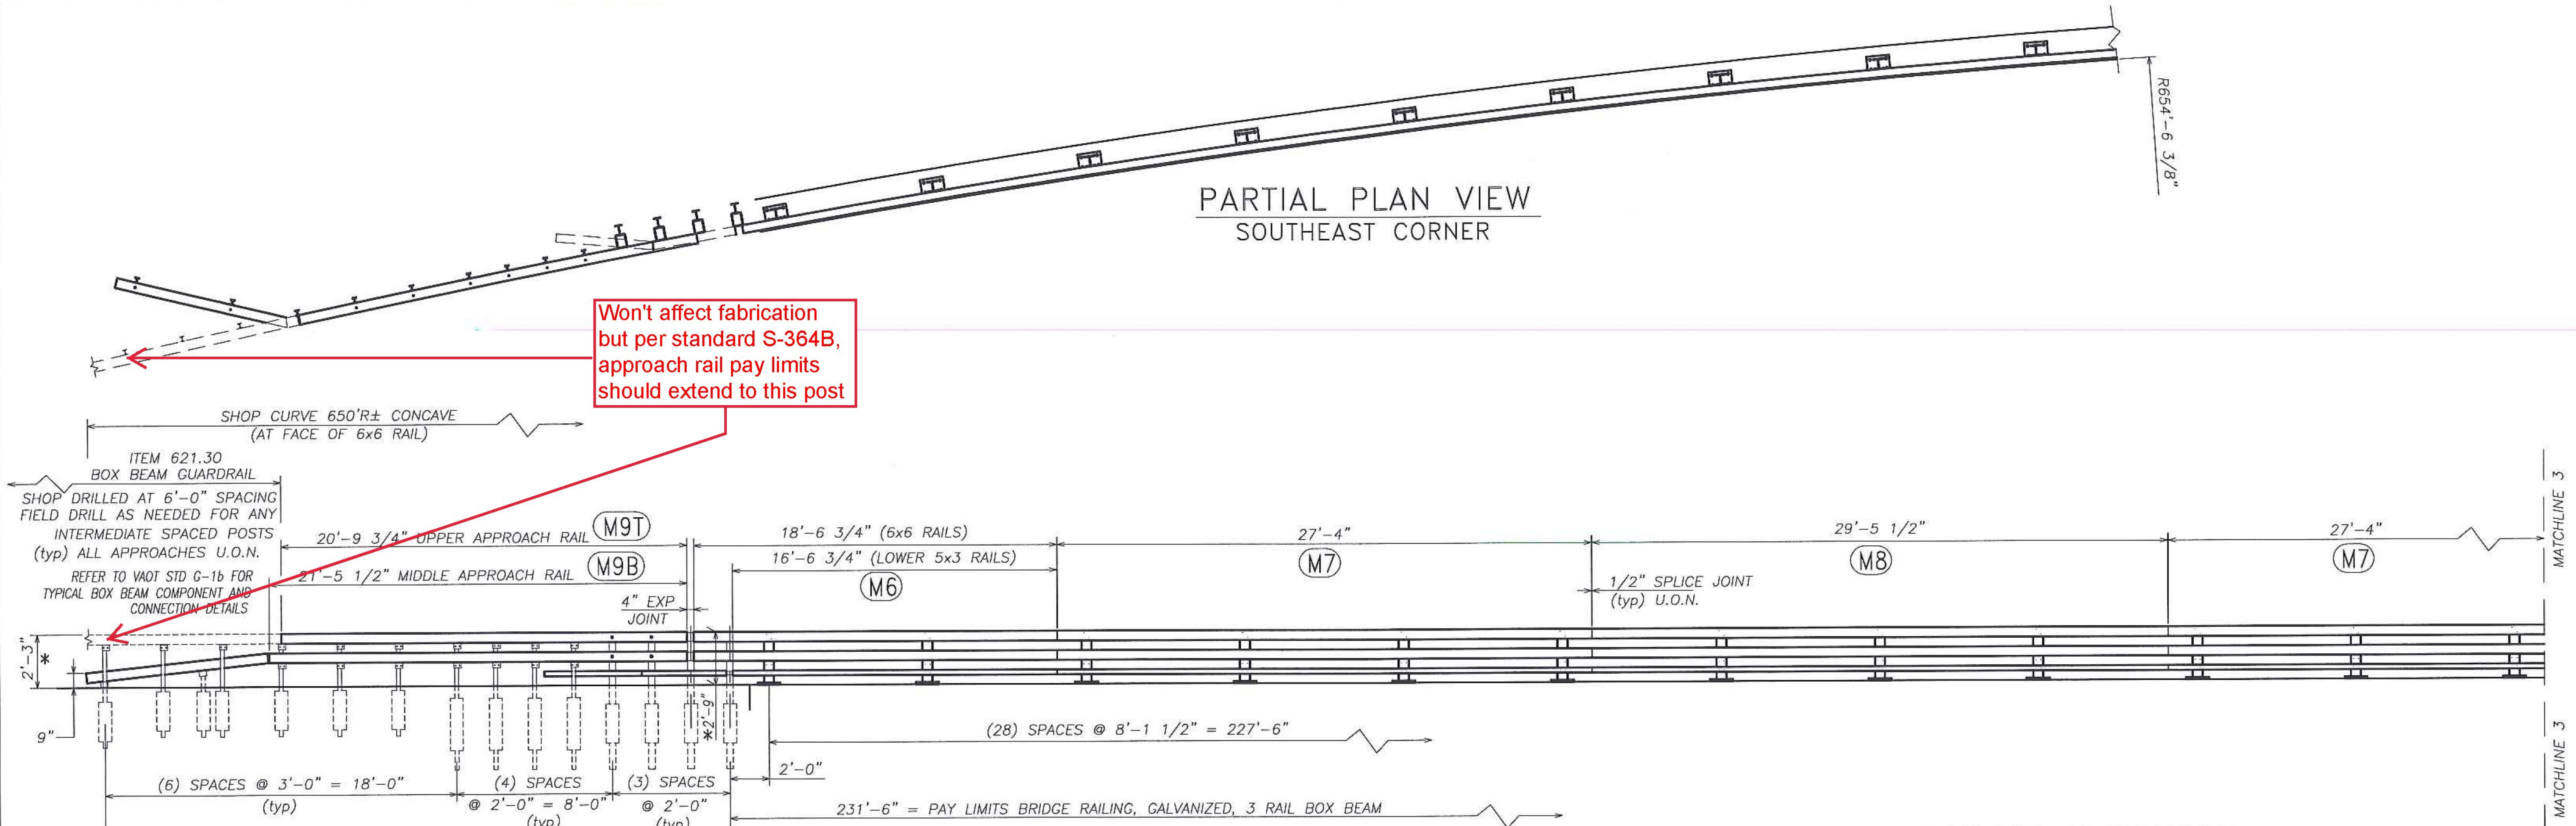 R654'-6 3/8"
PARTIAL PLAN VIEW
SOUTHEAST CORNER
Won't affect fabrication
but per standard S-364B,
approach rail pay limits
should extend to this post
SHOP CURVE 650'R± CONCAVE
(AT FACE OF 6x6 RAIL)
ITEM 621.30
BOX BEAM GUARDRAIL
SHOP DRILLED AT 6'-0" SPACING
FIELD DRILL AS NEEDED FOR ANY
INTERMEDIATE SPACED POSTS
(typ) ALL APPROACHES U.O.N.
REFER TO VAOT STD G-1b FOR
TYPICAL BOX BEAM COMPONENT AND
CONNECTION DETAILS
20'-9 3/4" UPPER APPROACH RAIL
M9T
21'-5 1/2" MIDDLE APPROACH RAIL
M9B
4" EXP
JOINT
18'-6 3/4" (6x6 RAILS)
16'-6 3/4" (LOWER 5x3 RAILS)
M6
27'-4"
M7
1/2" SPLICE JOINT
(typ) U.O.N.
29'-5 1/2"
M8
27'-4"
M7
MATCHLINE 3
2'-3"
*
9"
*2'-9"
(6) SPACES @ 3'-0" = 18'-0"
(typ)
(4) SPACES
@ 2'-0" = 8'-0"
(typ)
(3) SPACES
@ 2'-0"
(typ)
2'-0"
(28) SPACES @ 8'-1 1/2" = 227'-6"
231'-6" = PAY LIMITS BRIDGE RAILING, GALVANIZED, 3 RAIL BOX BEAM
MATCHLINE 3